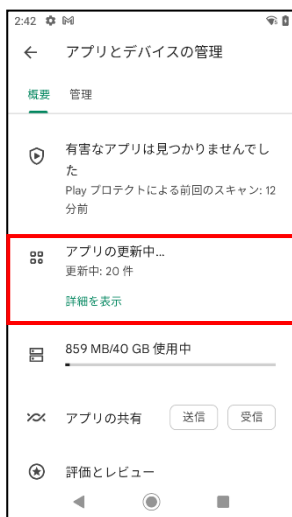 2:42
アプリとデバイスの管理
概要 管理
有害なアプリは見つかりませんでし
た
Play プロテクトによる前回のスキャン: 12
分前
アプリの更新中...
更新中: 20 件
詳細を表示
859 MB/40 GB 使用中
アプリの共有 送信 受信
評価とレビュー